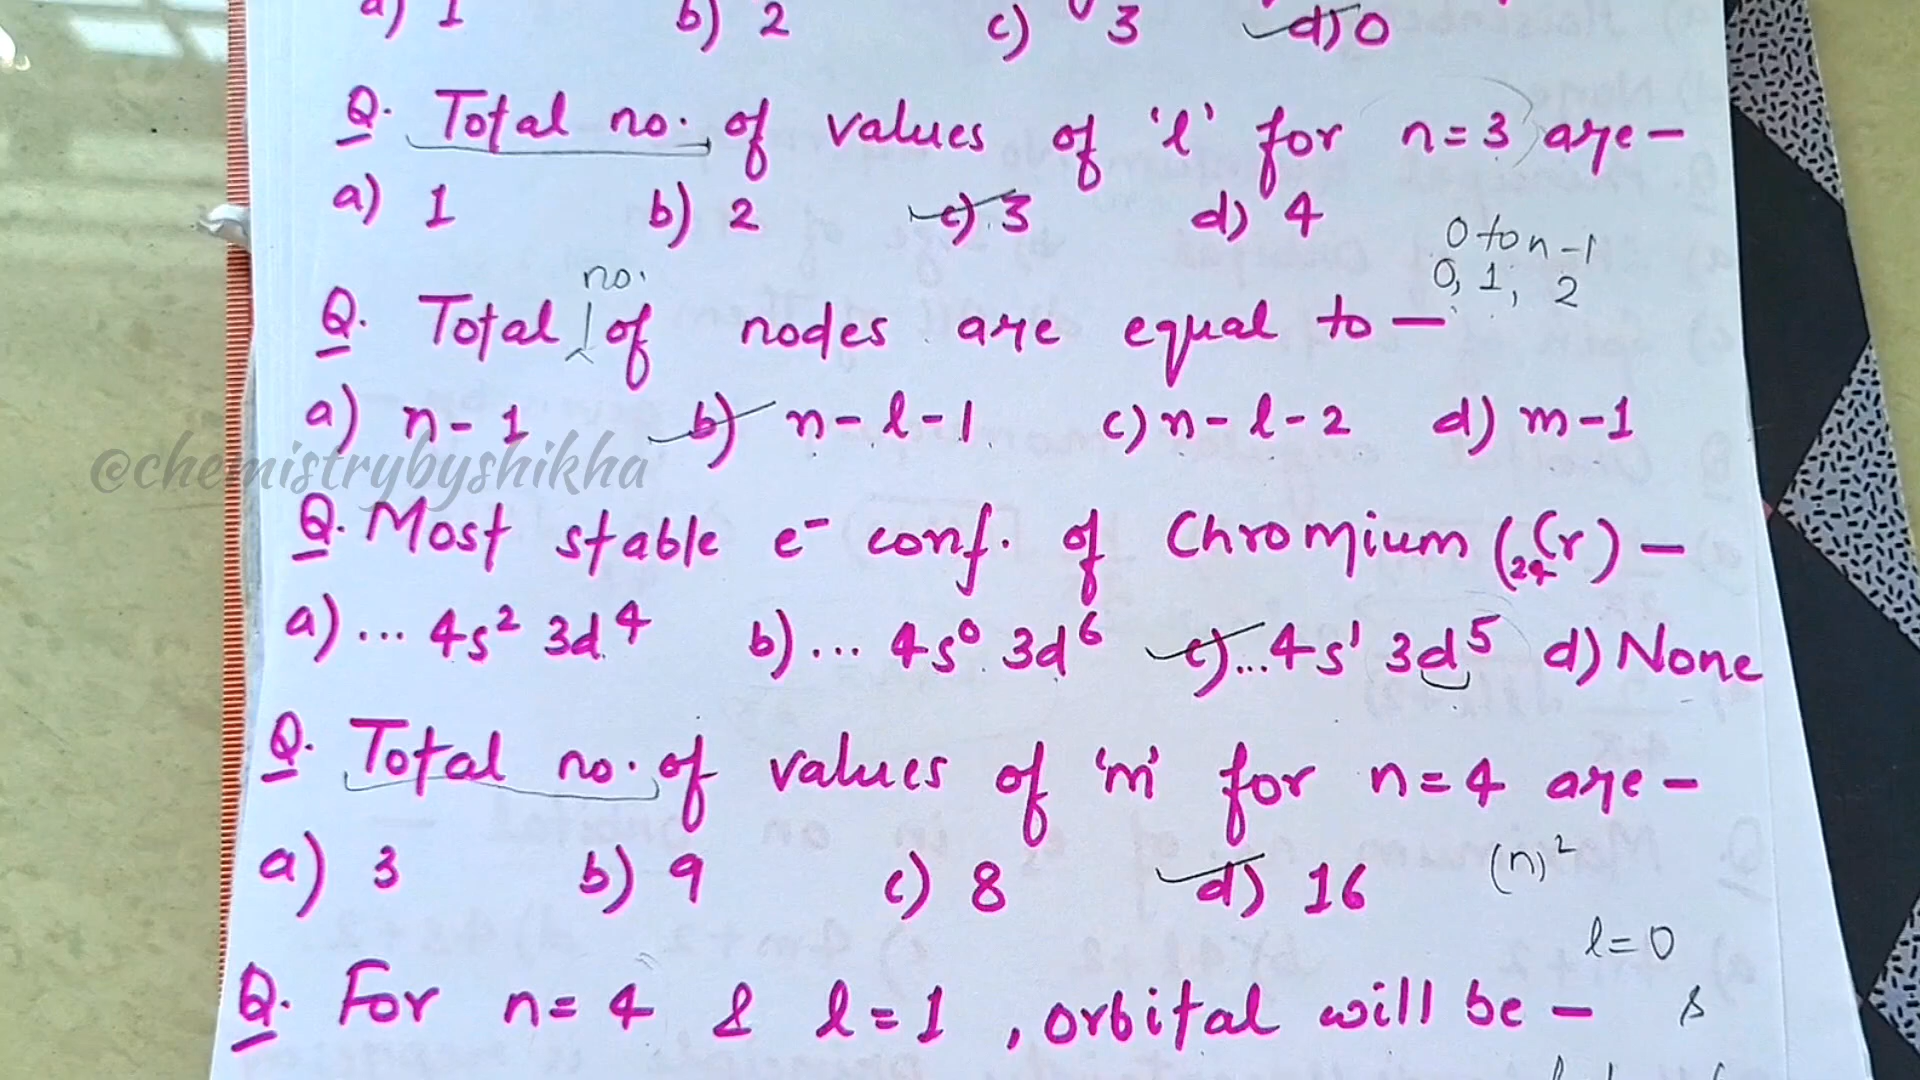 a) 1 b) 2 c) 3 d) 0
Q. Total no. of values of 'l' for n=3 are-
a) 1 b) 2 c) 3 d) 4
0 to n-1
0, 1, 2
no.
Q. Total of nodes are equal to-
a) n-1 b) n-l-1 c) n-l-2 d) m-1
@chemistrybyshikha
Q. Most stable e⁻ conf. of Chromium (₂₄Cr)-
a)... 4s² 3d⁴ b)... 4s⁰ 3d⁶ c)...4s¹ 3d⁵ d) None
Q. Total no. of values of 'm' for n=4 are-
a) 3 b) 9 c) 8 d) 16 (n)²
l=0
Q. For n=4 & l=1, orbital will be- s